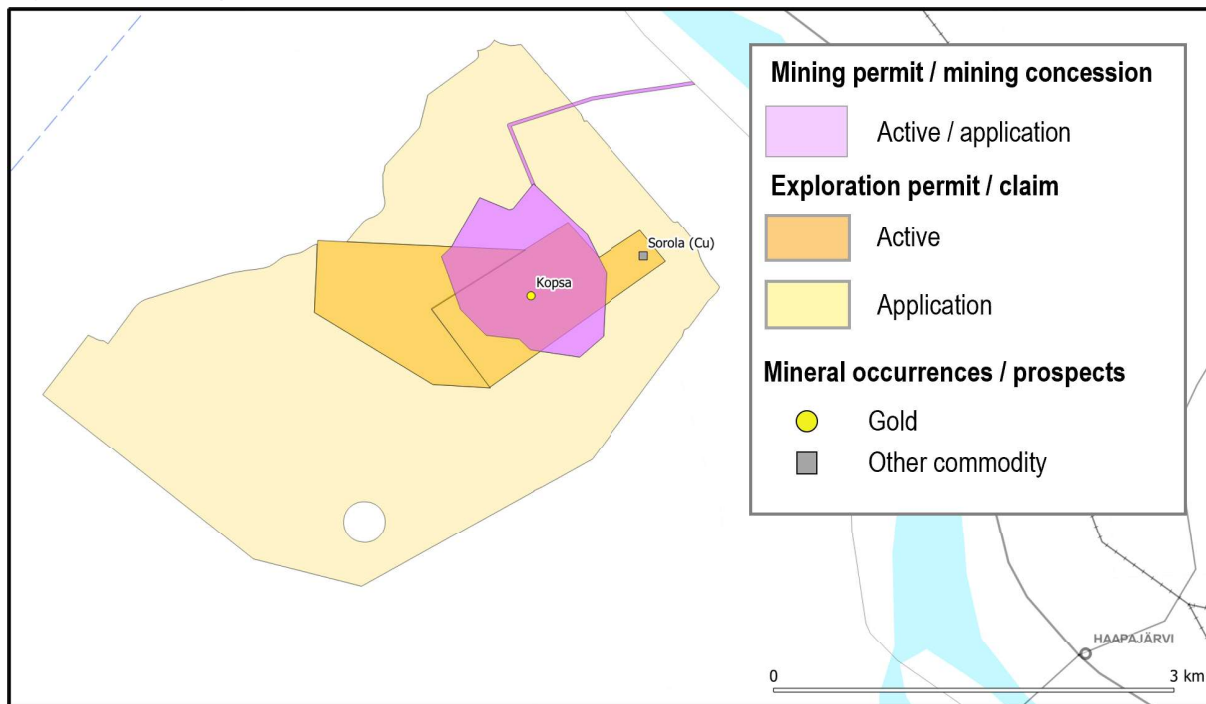 Mining permit / mining concession
Active / application
Exploration permit / claim
Active
Application
Mineral occurrences / prospects
Gold
Other commodity
Sorola (Cu)
Kopsa
HAAPAJÄRVI
0 3 km